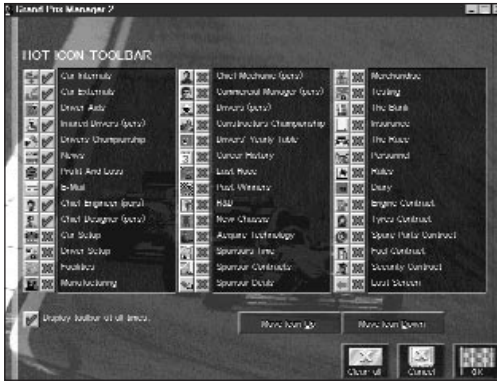 Grand Prix Manager 2
HOT ICON TOOLBAR
Car Internals
Car Externals
Driver Aids
Injured Drivers (pers)
Drivers Championship
News
Profit And Loss
E-Mail
Chief Engineer (pers)
Chief Designer (pers)
Car Setup
Driver Setup
Facilities
Manufacturing
Chief Mechanic (pers)
Commercial Manager (pers)
Drivers (pers)
Constructors Championship
Drivers' Yearly Table
Career History
Last Race
Past Winners
R&D
New Chassis
Acquire Technology
Sponsors Time
Sponsor Contracts
Sponsor Deals
Merchandise
Testing
The Bank
Insurance
The Race
Personnel
Rules
Diary
Engine Contract
Tyres Contract
Spare Parts Contract
Fuel Contract
Security Contract
Last Screen
Display toolbar at all times.
Move Icon Up
Move Icon Down
Clear all
Cancel
OK